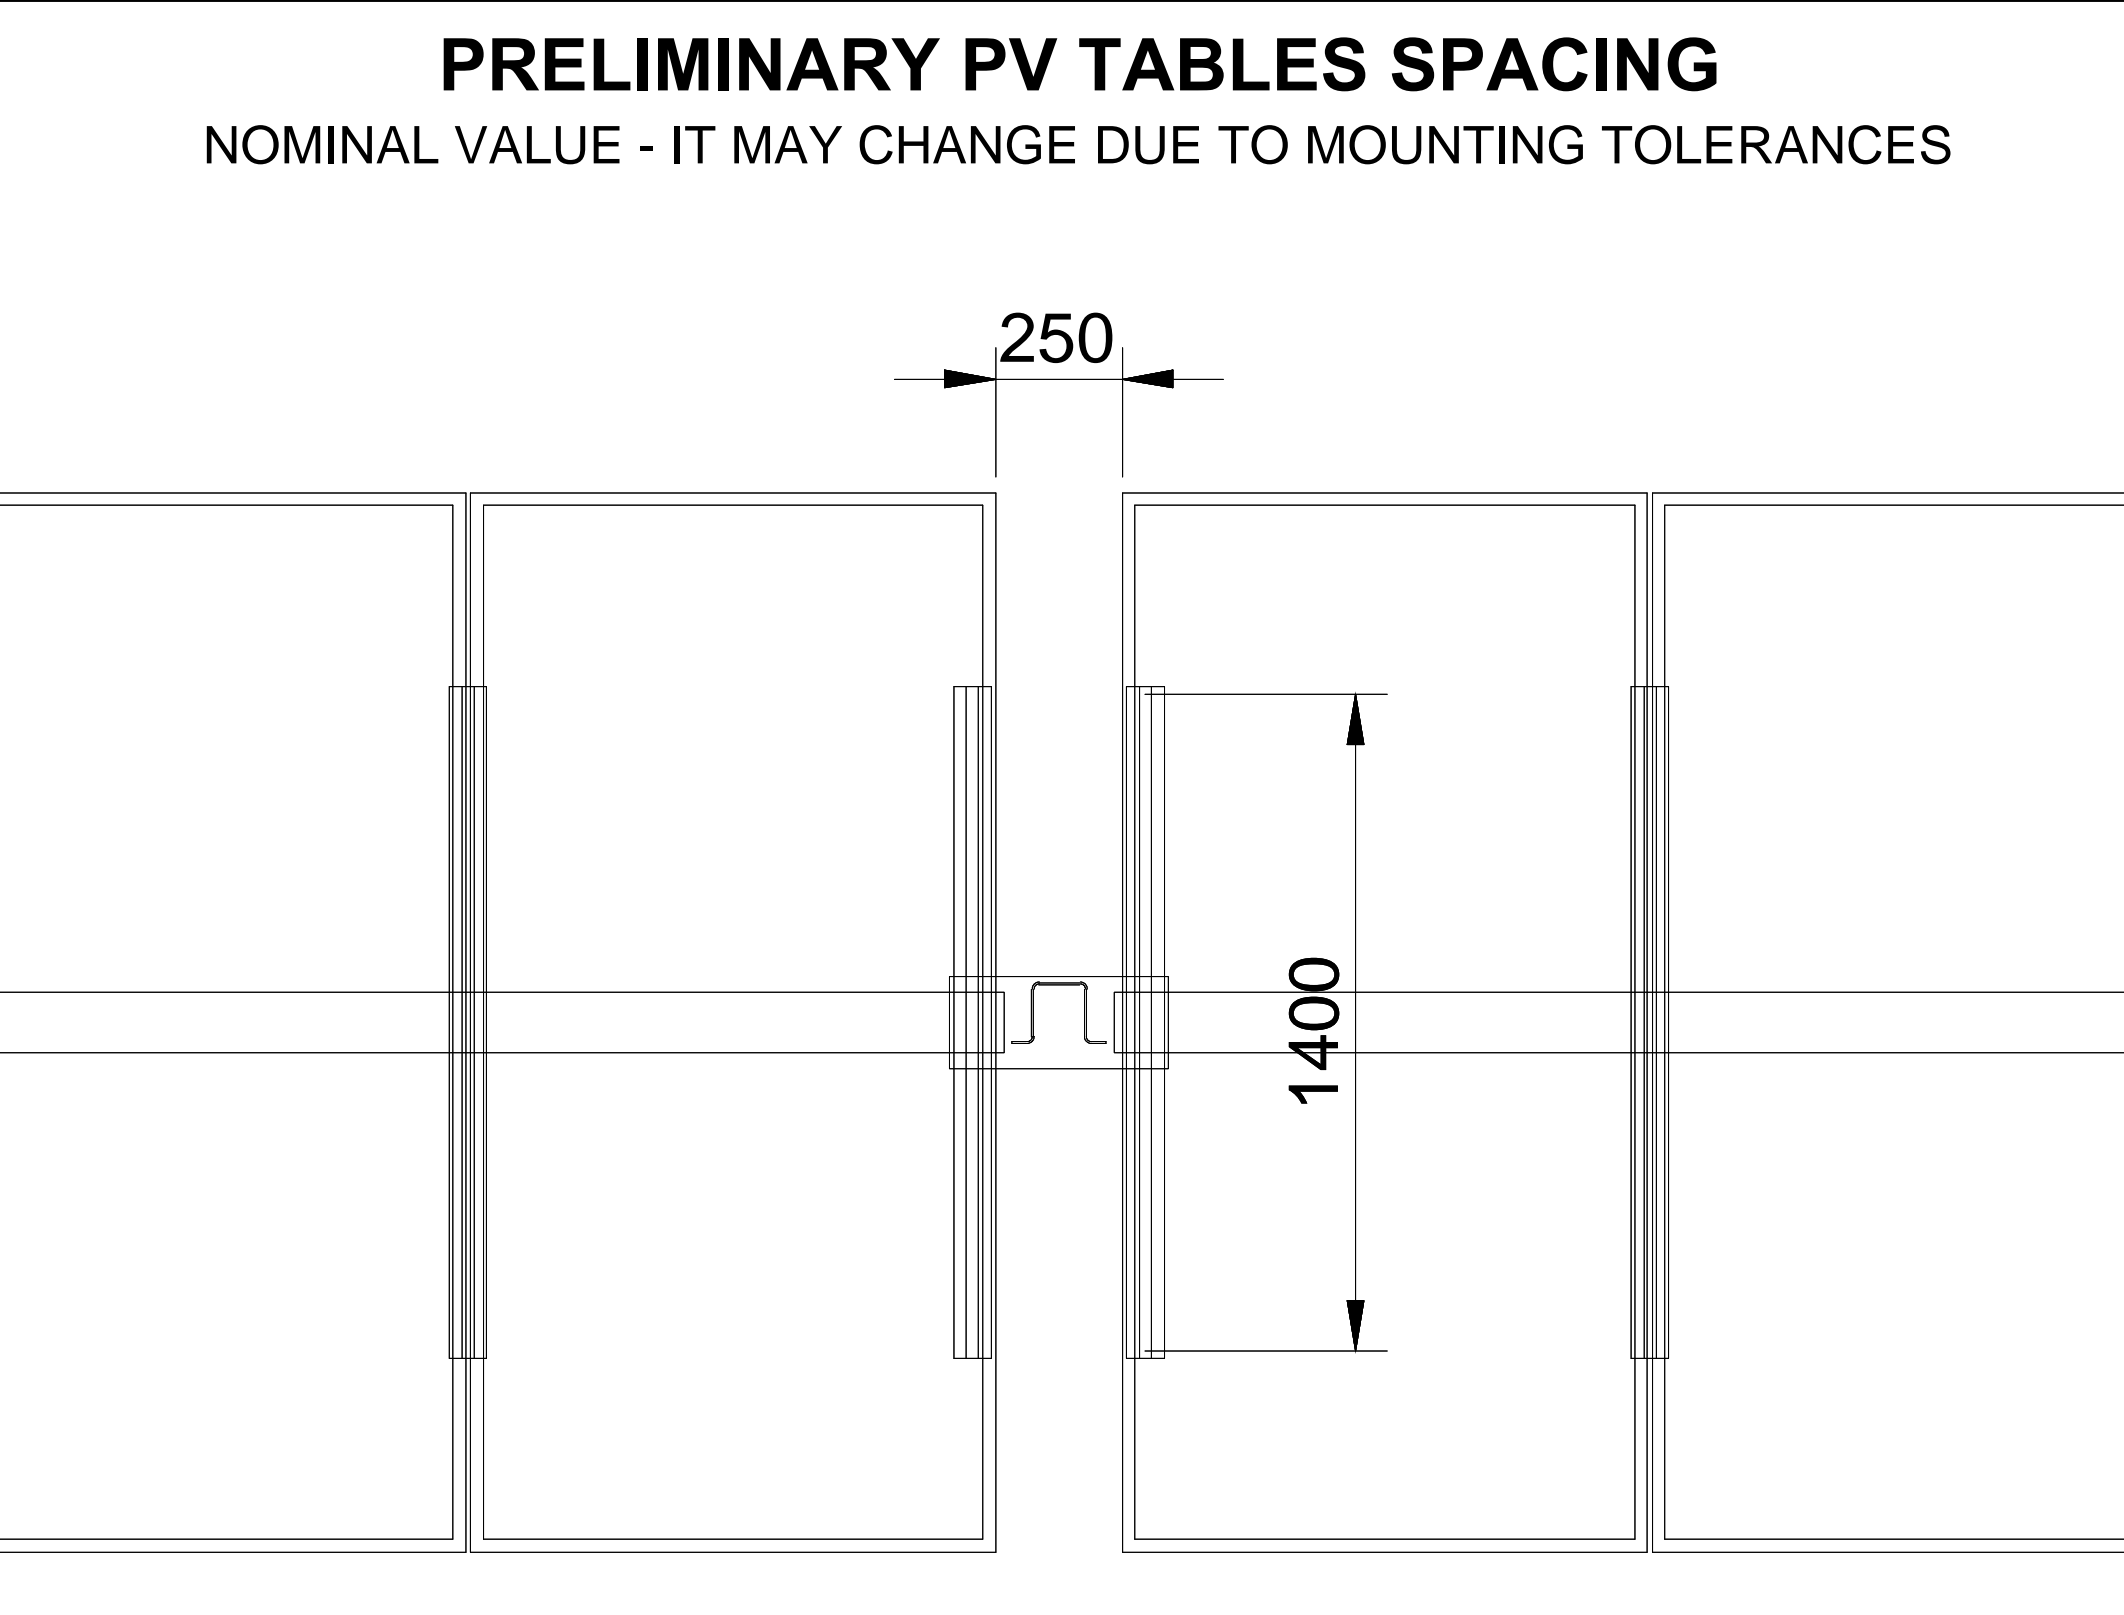 PRELIMINARY PV TABLES SPACING
NOMINAL VALUE - IT MAY CHANGE DUE TO MOUNTING TOLERANCES
250
1400